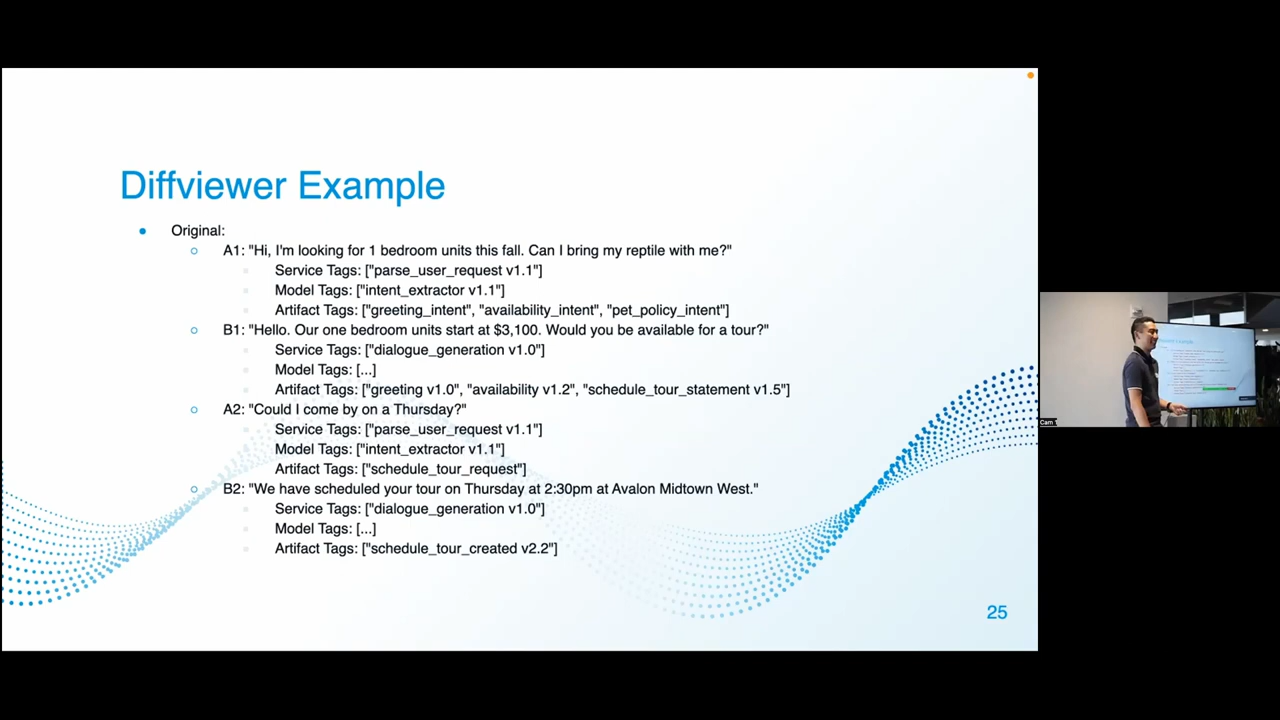 Diffviewer Example
Original:
A1: "Hi, I'm looking for 1 bedroom units this fall. Can I bring my reptile with me?"
Service Tags: ["parse_user_request v1.1"]
Model Tags: ["intent_extractor v1.1"]
Artifact Tags: ["greeting_intent", "availability_intent", "pet_policy_intent"]
B1: "Hello. Our one bedroom units start at $3,100. Would you be available for a tour?"
Service Tags: ["dialogue_generation v1.0"]
Model Tags: [...]
Artifact Tags: ["greeting v1.0", "availability v1.2", "schedule_tour_statement v1.5"]
A2: "Could I come by on a Thursday?"
Service Tags: ["parse_user_request v1.1"]
Model Tags: ["intent_extractor v1.1"]
Artifact Tags: ["schedule_tour_request"]
B2: "We have scheduled your tour on Thursday at 2:30pm at Avalon Midtown West."
Service Tags: ["dialogue_generation v1.0"]
Model Tags: [...]
Artifact Tags: ["schedule_tour_created v2.2"]
25
Cam 1